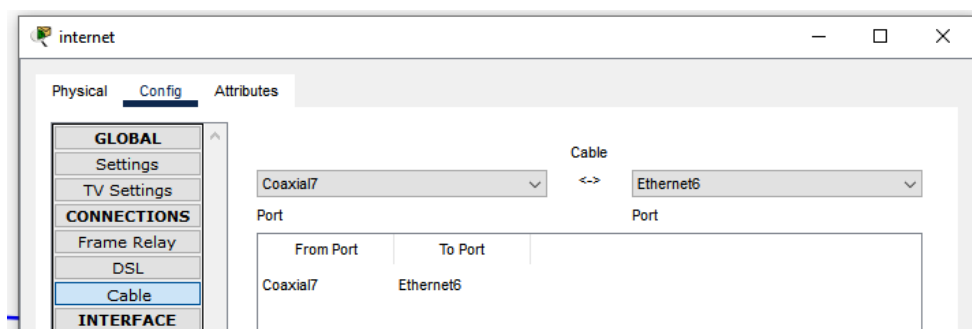 internet
Physical Config Attributes
GLOBAL
Settings
TV Settings
CONNECTIONS
Frame Relay
DSL
Cable
INTERFACE
Cable
Coaxial7 <-> Ethernet6
Port Port
From Port To Port
Coaxial7 Ethernet6